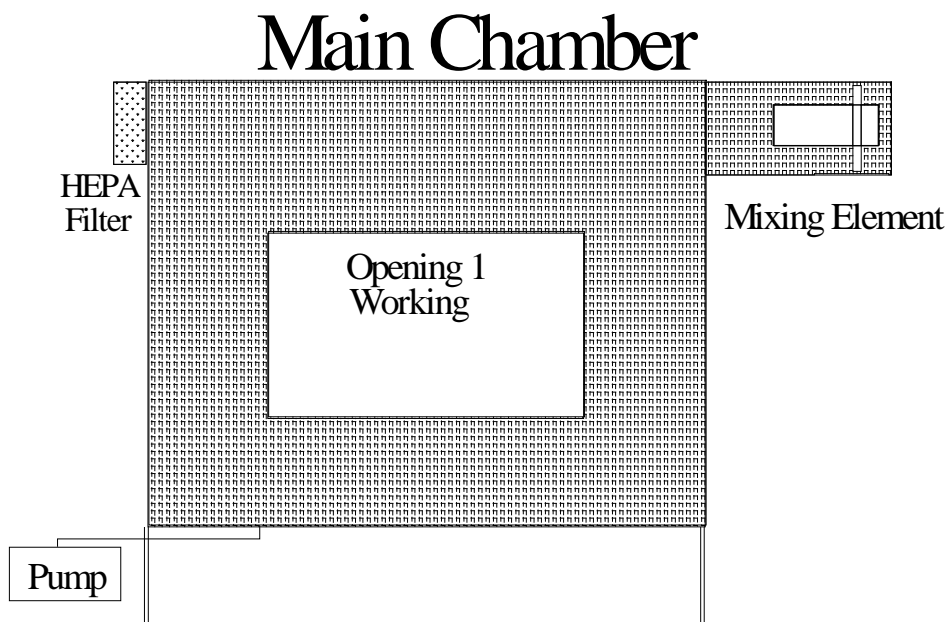 Main Chamber
HEPA
Filter
Mixing Element
Opening 1
Working
Pump